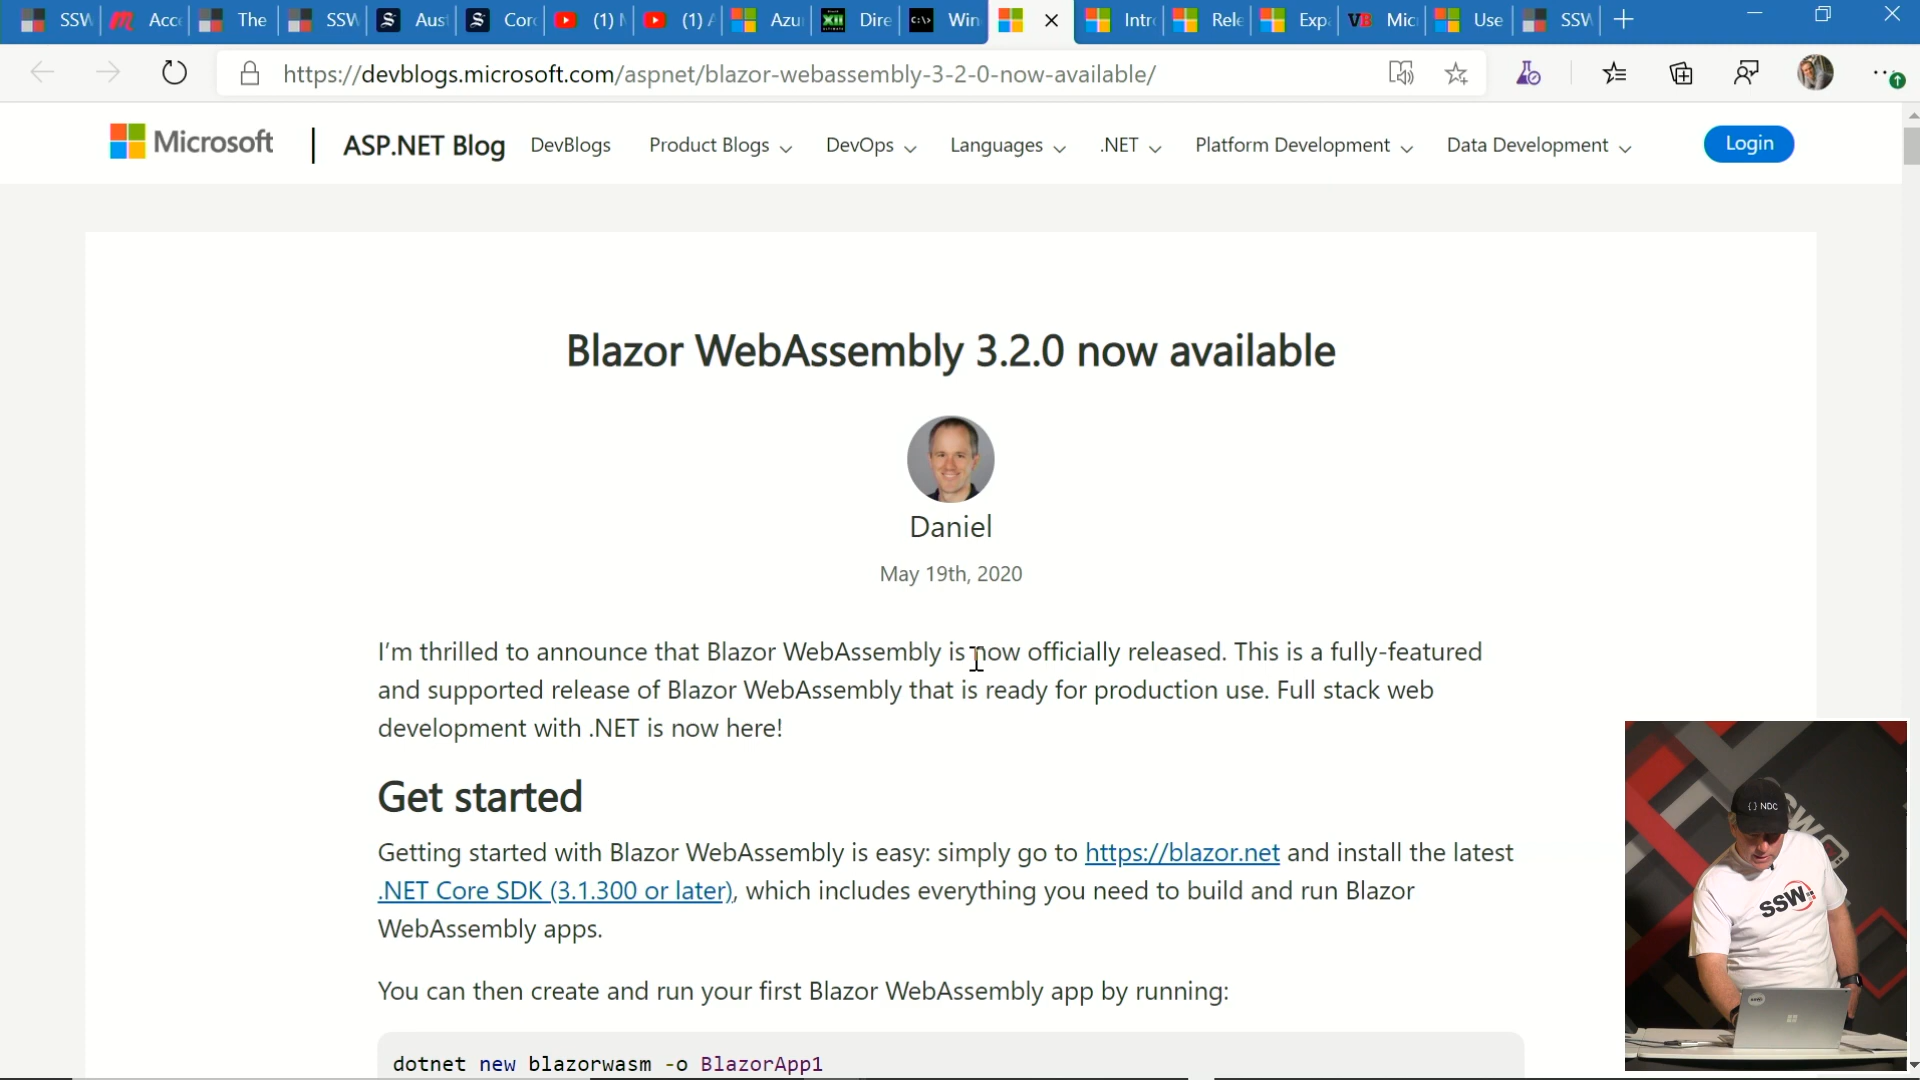 SSW
Acc
The
SSW
Aus
Cor
(1)
(1)
Azu
Dire
Win
Intr
Rele
Exp
VB
Mic
Use
SSW
https://devblogs.microsoft.com/aspnet/blazor-webassembly-3-2-0-now-available/
Microsoft | ASP.NET Blog DevBlogs Product Blogs DevOps Languages .NET Platform Development Data Development Login
Blazor WebAssembly 3.2.0 now available
Daniel
May 19th, 2020
I’m thrilled to announce that Blazor WebAssembly is now officially released. This is a fully-featured
and supported release of Blazor WebAssembly that is ready for production use. Full stack web
development with .NET is now here!
Get started
Getting started with Blazor WebAssembly is easy: simply go to https://blazor.net and install the latest
.NET Core SDK (3.1.300 or later), which includes everything you need to build and run Blazor
WebAssembly apps.
You can then create and run your first Blazor WebAssembly app by running:
dotnet new blazorwasm -o BlazorApp1
{} NDC
SSW